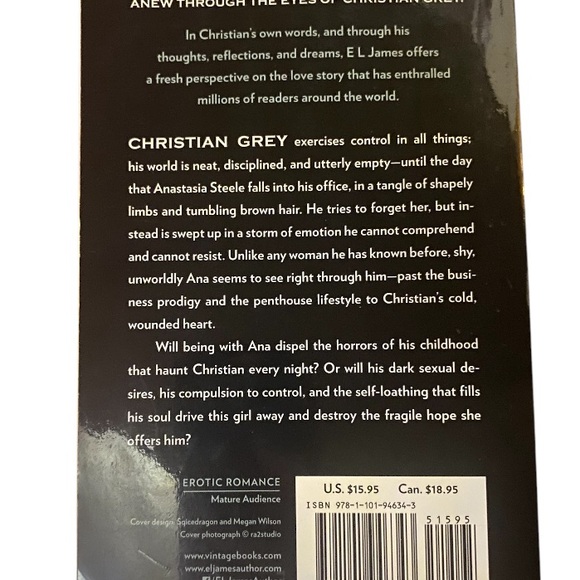 ANEW THROUGH THE EYES OF CHRISTIAN GREY.
In Christian's own words, and through his
thoughts, reflections, and dreams, E L James offers
a fresh perspective on the love story that has enthralled
millions of readers around the world.
CHRISTIAN GREY exercises control in all things;
his world is neat, disciplined, and utterly empty—until the day
that Anastasia Steele falls into his office, in a tangle of shapely
limbs and tumbling brown hair. He tries to forget her, but in-
stead is swept up in a storm of emotion he cannot comprehend
and cannot resist. Unlike any woman he has known before, shy,
unworldly Ana seems to see right through him—past the busi-
ness prodigy and the penthouse lifestyle to Christian's cold,
wounded heart.
Will being with Ana dispel the horrors of his childhood
that haunt Christian every night? Or will his dark sexual de-
sires, his compulsion to control, and the self-loathing that fills
his soul drive this girl away and destroy the fragile hope she
offers him?
EROTIC ROMANCE
Mature Audience
Cover design: Sqicedragon and Megan Wilson
Cover photograph © ra2studio
www.vintagebooks.com
www.eljamesauthor.com
/ELJamesAuthor
U.S. $15.95 Can. $18.95
ISBN 978-1-101-94634-3
51595